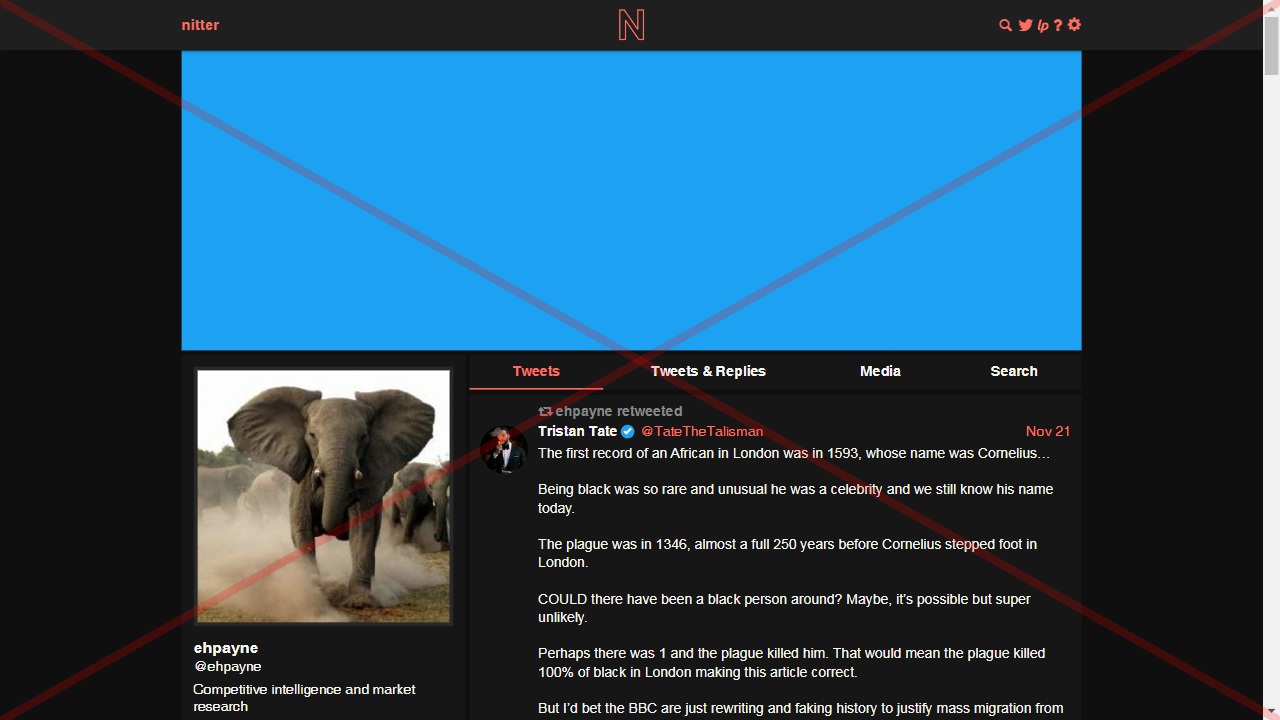 nitter
N
lp ?
Tweets
Tweets & Replies
Media
Search
ehpayne retweeted
Tristan Tate @TateTheTalisman
Nov 21
The first record of an African in London was in 1593, whose name was Cornelius…
Being black was so rare and unusual he was a celebrity and we still know his name
today.
The plague was in 1346, almost a full 250 years before Cornelius stepped foot in
London.
COULD there have been a black person around? Maybe, it’s possible but super
unlikely.
Perhaps there was 1 and the plague killed him. That would mean the plague killed
100% of black in London making this article correct.
But I’d bet the BBC are just rewriting and faking history to justify mass migration from
ehpayne
@ehpayne
Competitive intelligence and market
research